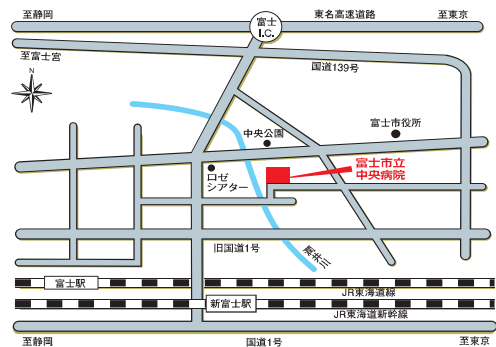 至静岡
富士
I.C.
東名高速道路
至東京
至富士宮
国道139号
N
中央公園
富士市役所
富士市立
中央病院
ロゼ
シアター
旧国道1号
潤井川
富士駅
JR東海道線
新富士駅
JR東海道新幹線
至静岡
国道1号
至東京